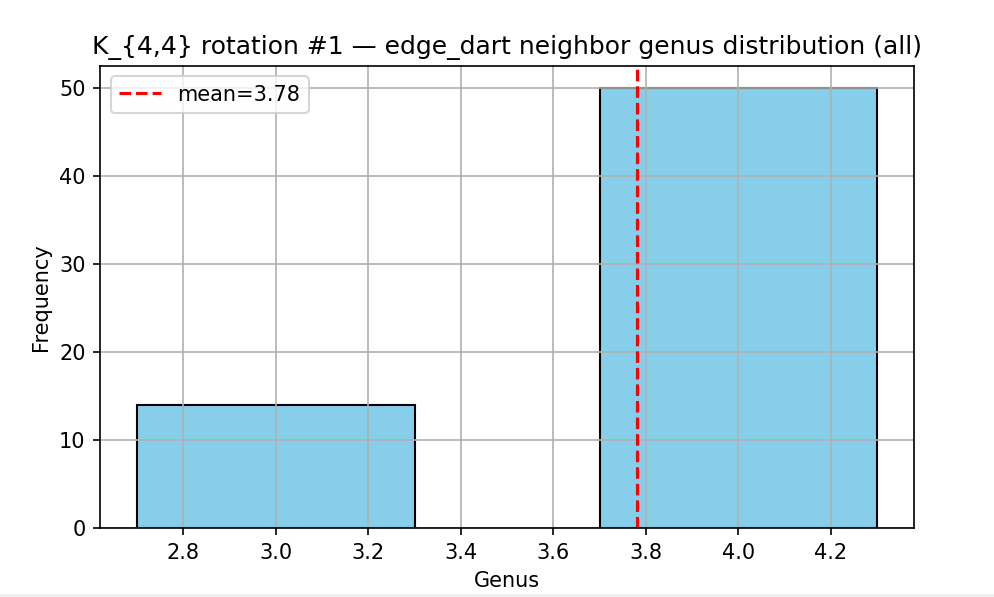 K_{4,4} rotation #1 — edge_dart neighbor genus distribution (all)
mean=3.78
50
40
30
20
10
0
Frequency
2.8 3.0 3.2 3.4 3.6 3.8 4.0 4.2
Genus